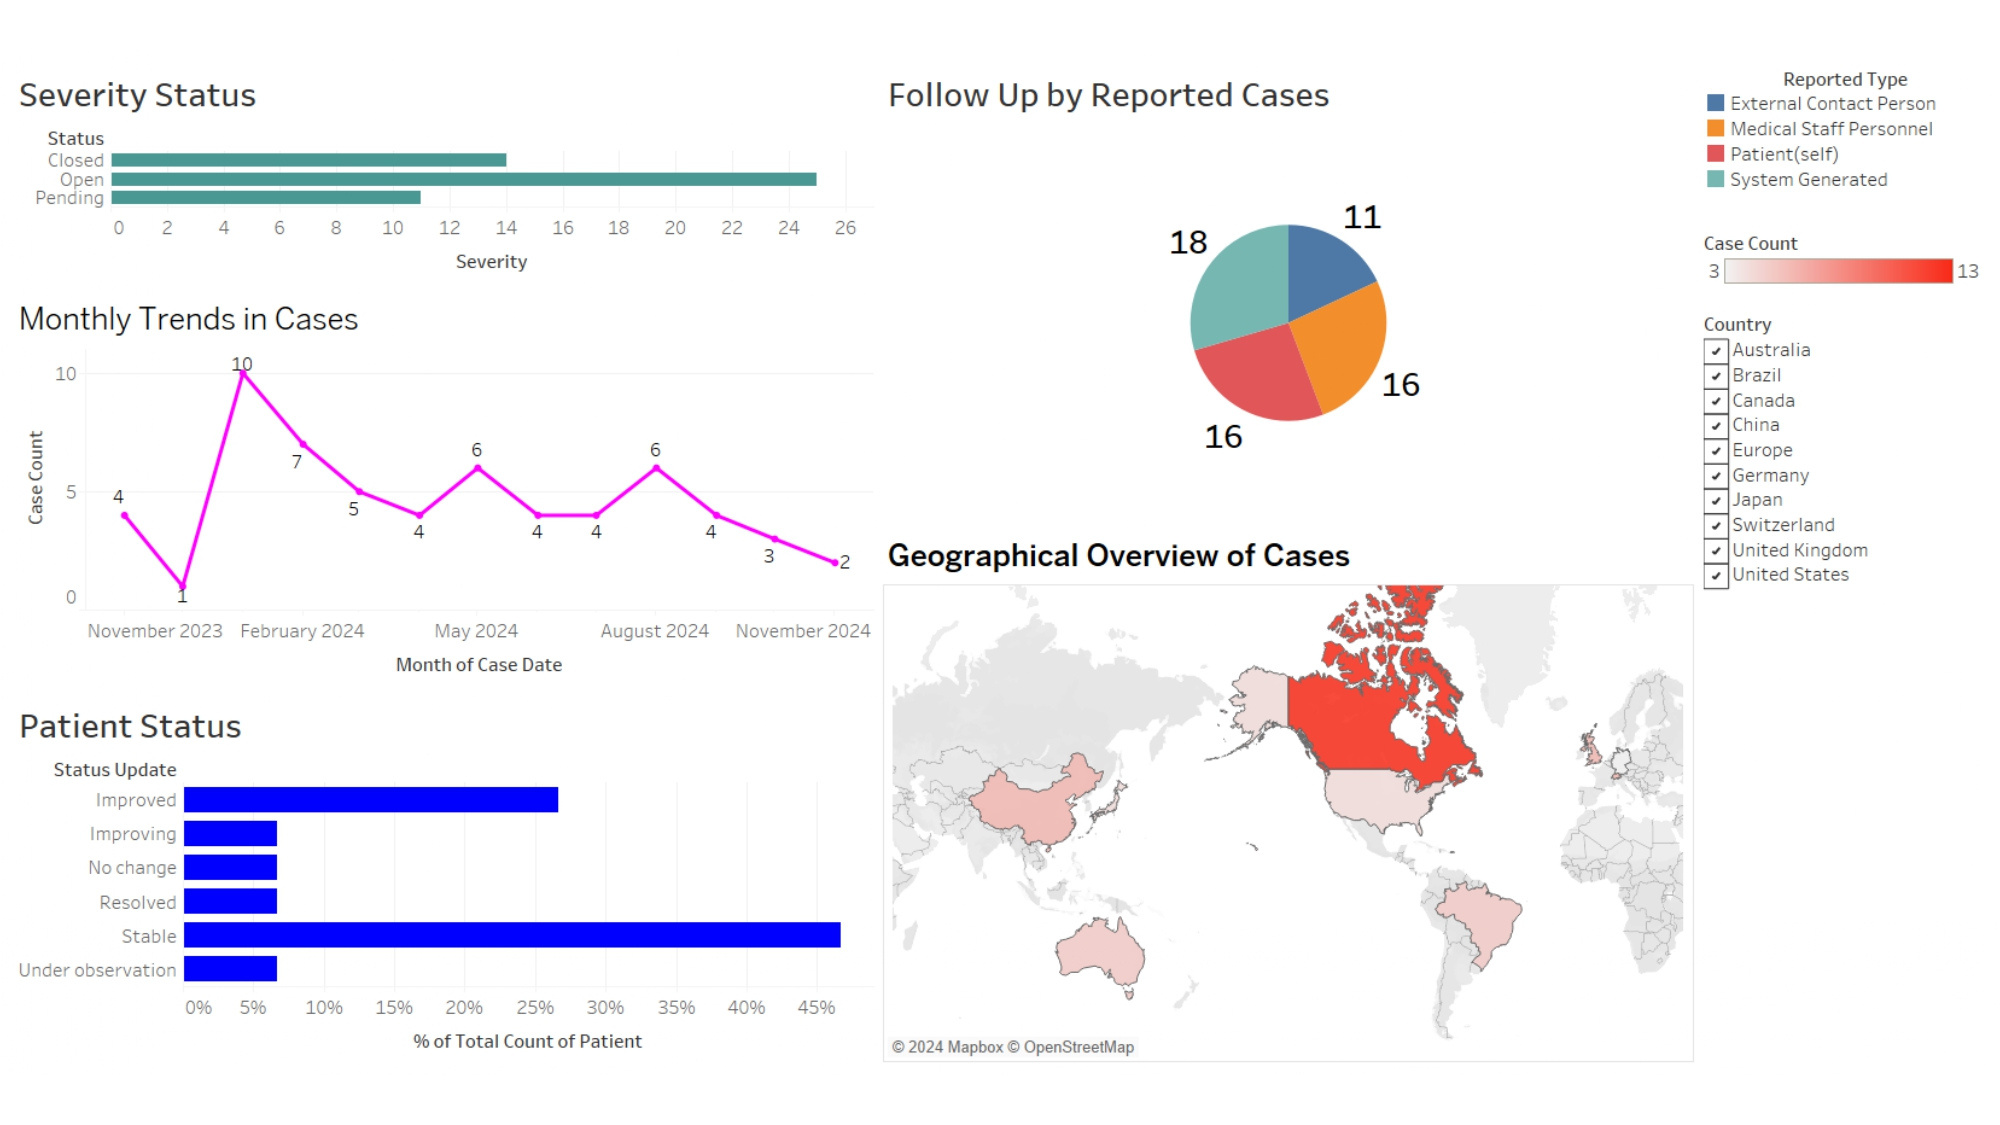 Severity Status
Status
Closed
Open
Pending
0 2 4 6 8 10 12 14 16 18 20 22 24 26
Severity
Monthly Trends in Cases
Case Count
10
5
0
4
1
10
7
5
4
6
4
4
6
4
3
2
November 2023 February 2024 May 2024 August 2024 November 2024
Month of Case Date
Patient Status
Status Update
Improved
Improving
No change
Resolved
Stable
Under observation
0% 5% 10% 15% 20% 25% 30% 35% 40% 45%
% of Total Count of Patient
Follow Up by Reported Cases
11
18
16
16
Geographical Overview of Cases
© 2024 Mapbox © OpenStreetMap
Reported Type
External Contact Person
Medical Staff Personnel
Patient(self)
System Generated
Case Count
3 13
Country
Australia
Brazil
Canada
China
Europe
Germany
Japan
Switzerland
United Kingdom
United States